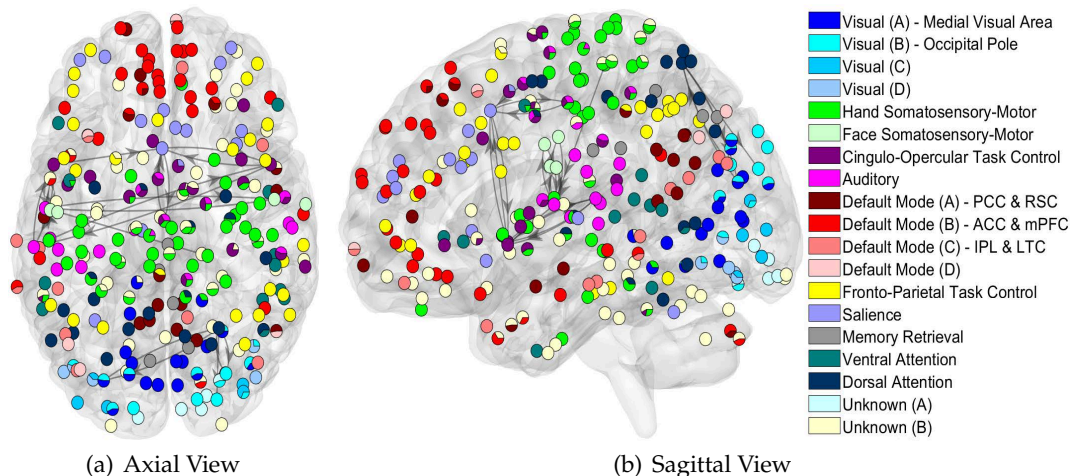 Visual (A) - Medial Visual Area
Visual (B) - Occipital Pole
Visual (C)
Visual (D)
Hand Somatosensory-Motor
Face Somatosensory-Motor
Cingulo-Opercular Task Control
Auditory
Default Mode (A) - PCC & RSC
Default Mode (B) - ACC & mPFC
Default Mode (C) - IPL & LTC
Default Mode (D)
Fronto-Parietal Task Control
Salience
Memory Retrieval
Ventral Attention
Dorsal Attention
Unknown (A)
Unknown (B)
(a) Axial View
(b) Sagittal View